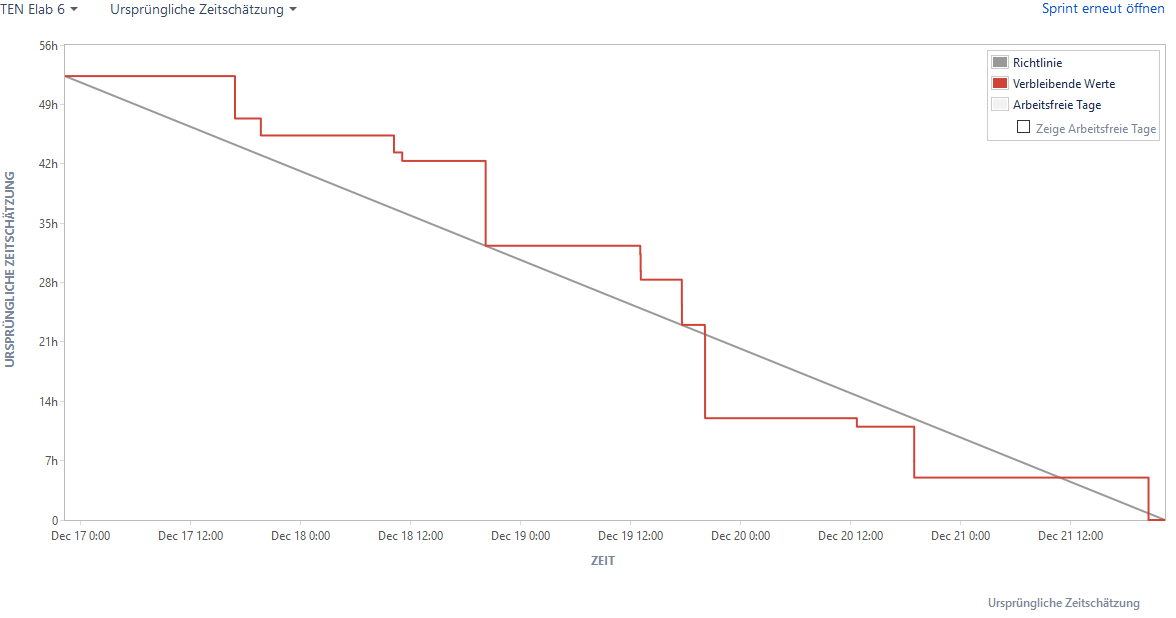 TEN Elab 6 Ursprüngliche Zeitschätzung Sprint erneut öffnen
56h
49h
42h
35h
28h
21h
14h
7h
0
URSPRÜNGLICHE ZEITSCHÄTZUNG
Richtlinie
Verbleibende Werte
Arbeitsfreie Tage
Zeige Arbeitsfreie Tage
Dec 17 0:00 Dec 17 12:00 Dec 18 0:00 Dec 18 12:00 Dec 19 0:00 Dec 19 12:00 Dec 20 0:00 Dec 20 12:00 Dec 21 0:00 Dec 21 12:00
ZEIT
Ursprüngliche Zeitschätzung